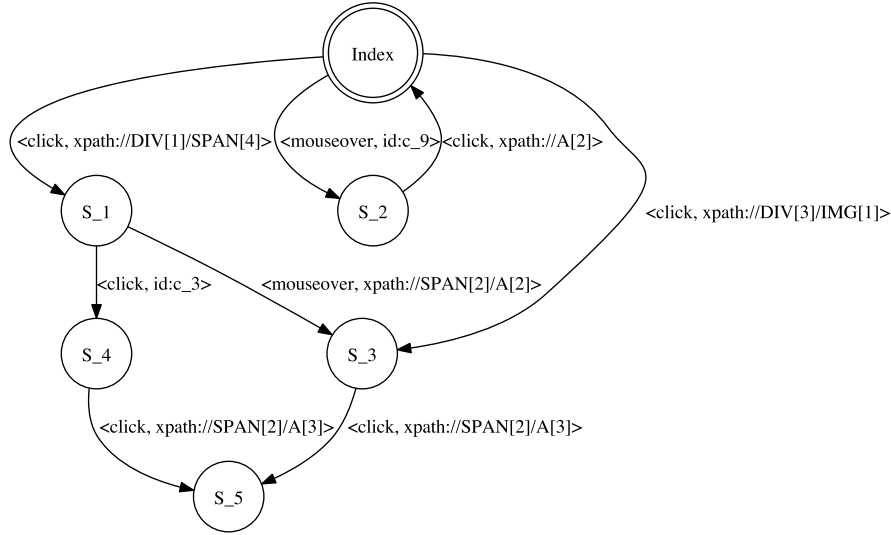 Index
<click, xpath://DIV[1]/SPAN[4]>
<mouseover, id:c_9>
<click, xpath://A[2]>
S_1
S_2
<click, xpath://DIV[3]/IMG[1]>
<click, id:c_3>
<mouseover, xpath://SPAN[2]/A[2]>
S_4
S_3
<click, xpath://SPAN[2]/A[3]>
<click, xpath://SPAN[2]/A[3]>
S_5